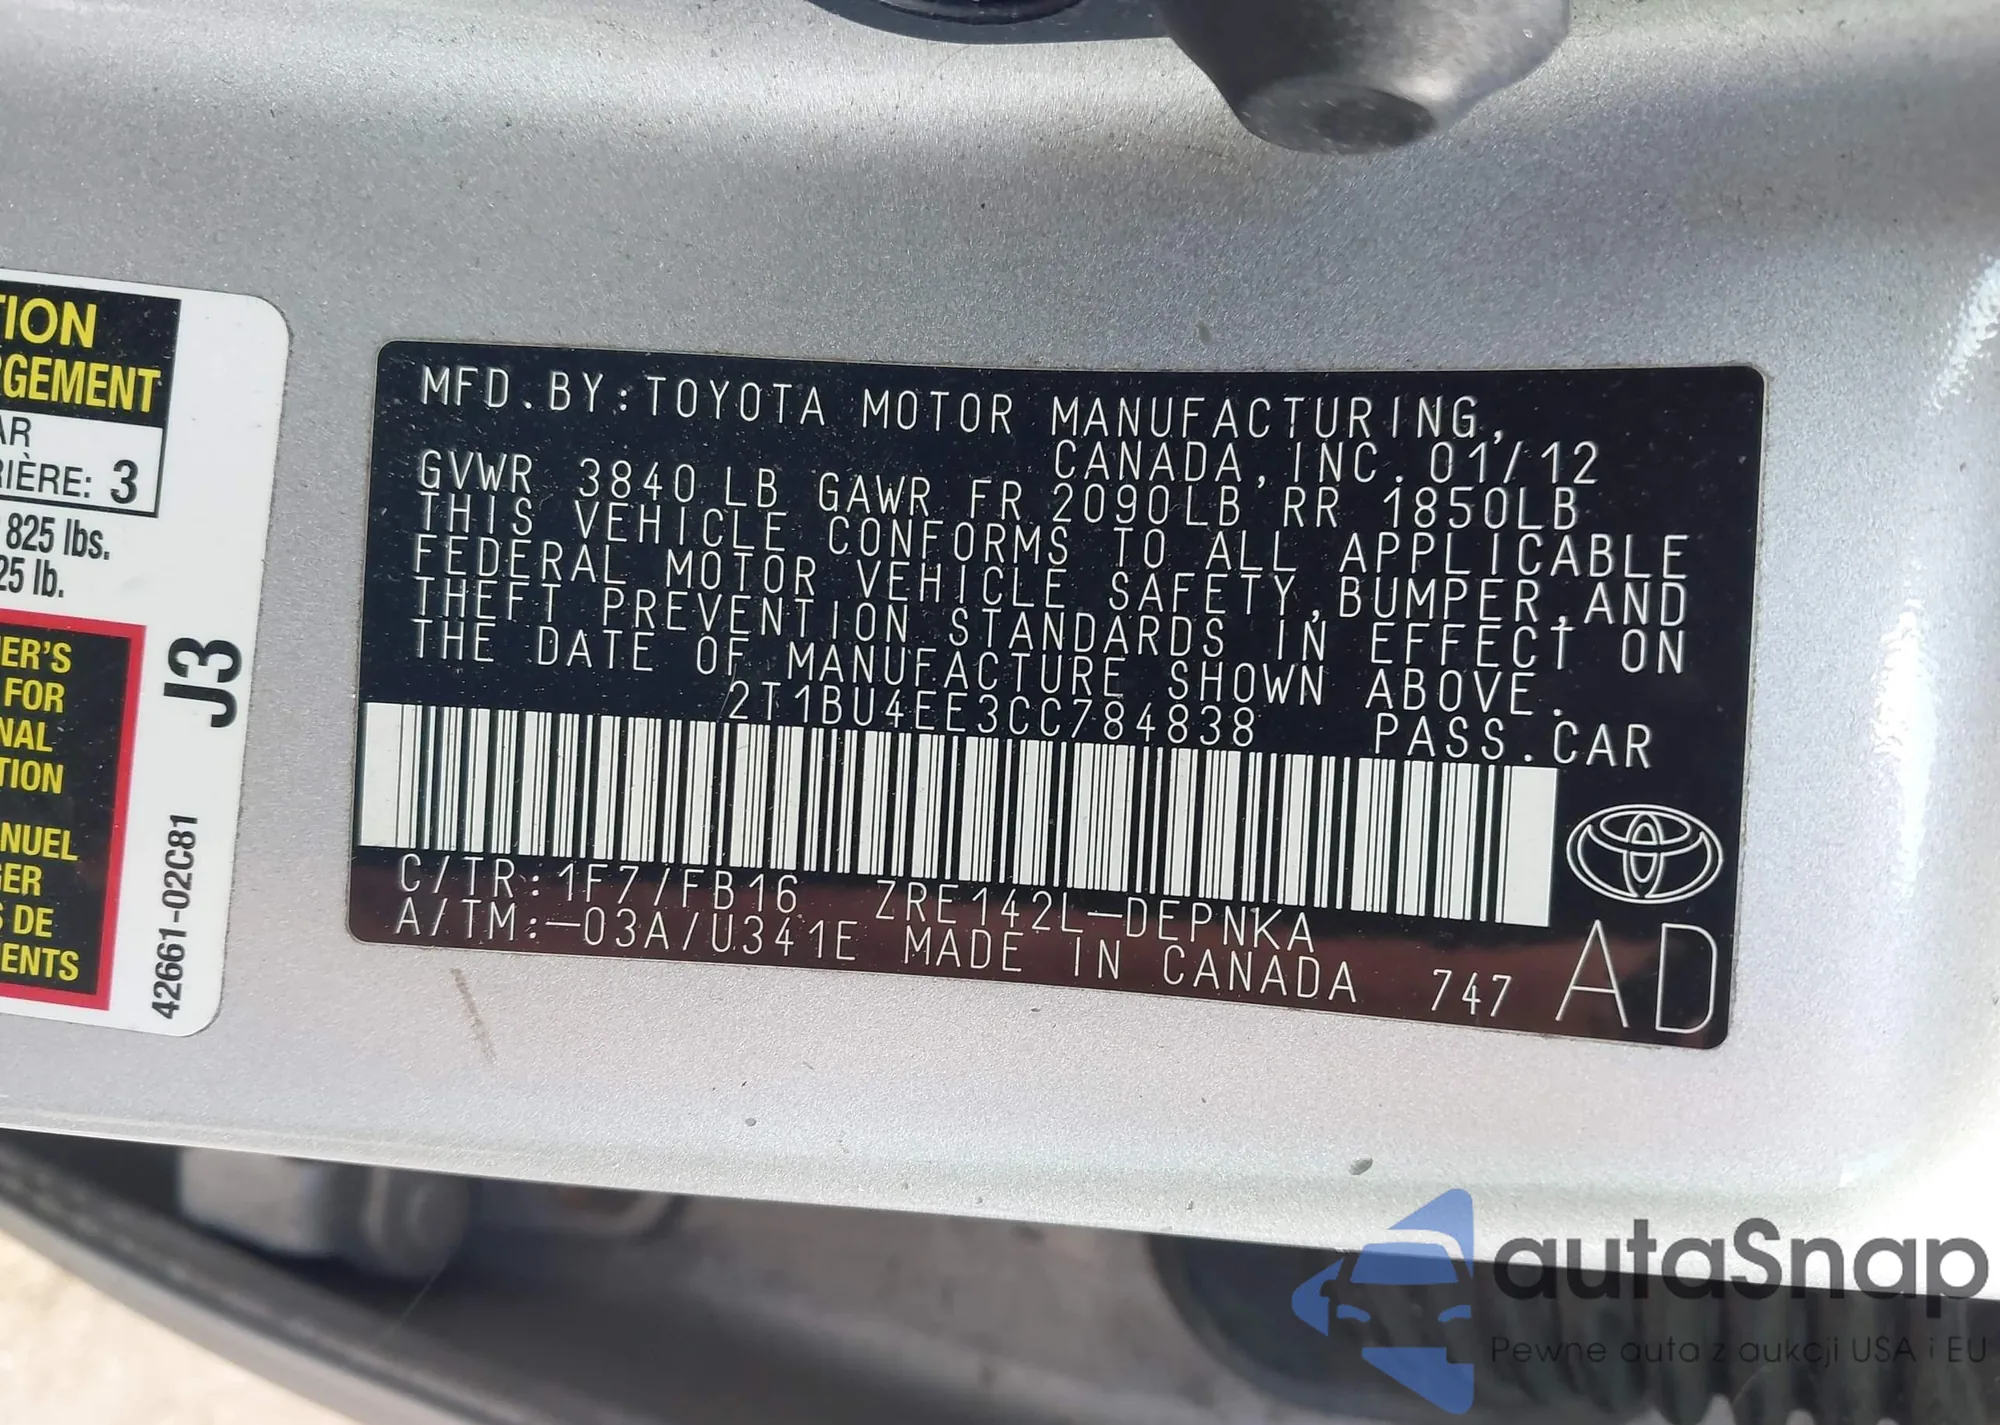 TION
RGEMENT
AR
RIÈRE: 3
825 lbs.
25 lb.
ER'S
FOR
NAL
TION
NUEL
GER
S DE
ENTS
J3
42661-02C81
MFD.BY:TOYOTA MOTOR MANUFACTURING,
CANADA,INC.01/12
GVWR 3840LB GAWR FR 2090LB RR 1850LB
THIS VEHICLE CONFORMS TO ALL APPLICABLE
FEDERAL MOTOR VEHICLE SAFETY,BUMPER,AND
THEFT PREVENTION STANDARDS IN EFFECT ON
THE DATE OF MANUFACTURE SHOWN ABOVE.
2T1BU4EE3CC784838 PASS.CAR
C/TR:1F7/FB16 ZRE142L-DEPNKA
A/TM:-03A/U341E MADE IN CANADA 747
AD
autaSnap
Pewne auta z aukcji USA i EU